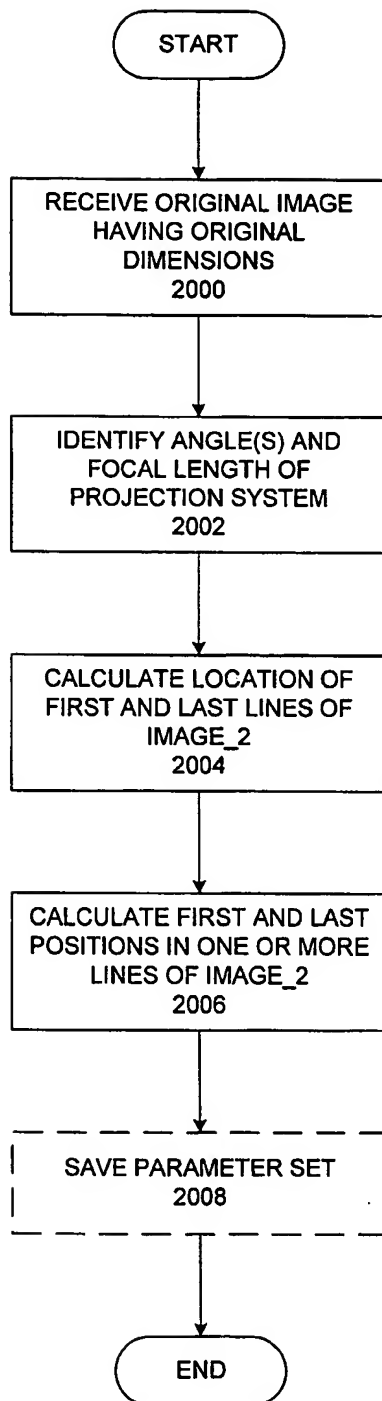 START
RECEIVE ORIGINAL IMAGE
HAVING ORIGINAL
DIMENSIONS
2000
IDENTIFY ANGLE(S) AND
FOCAL LENGTH OF
PROJECTION SYSTEM
2002
CALCULATE LOCATION OF
FIRST AND LAST LINES OF
IMAGE_2
2004
CALCULATE FIRST AND LAST
POSITIONS IN ONE OR MORE
LINES OF IMAGE_2
2006
SAVE PARAMETER SET
2008
END